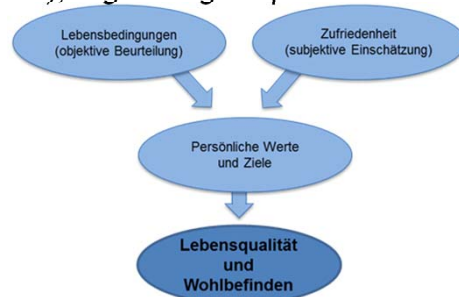 Lebensbedingungen
(objektive Beurteilung)
Zufriedenheit
(subjektive Einschätzung)
Persönliche Werte
und Ziele
Lebensqualität
und
Wohlbefinden